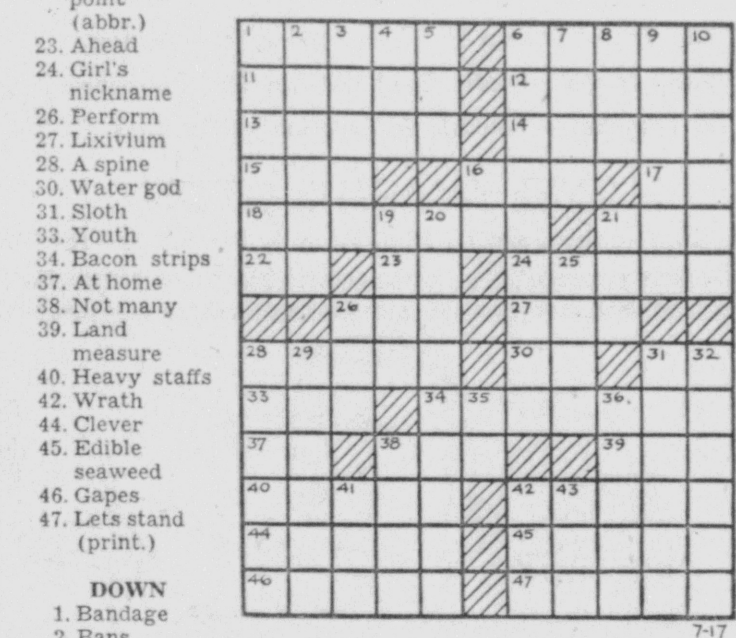 point
(abbr.)
23. Ahead
24. Girl's
nickname
26. Perform
27. Lixivium
28. A spine
30. Water god
31. Sloth
33. Youth
34. Bacon strips
37. At home
38. Not many
39. Land
measure
40. Heavy staffs
42. Wrath
44. Clever
45. Edible
seaweed
46. Gapes
47. Lets stand
(print.)
DOWN
1. Bandage
2. Bans
1 2 3 4 5 6 7 8 9 10
11 12
13 14
15 16 17
18 19 20 21
22 23 24 25
26 27
28 29 30 31 32
33 34 35 36.
37 38 39
40 41 42 43
44 45
46 47
7-17